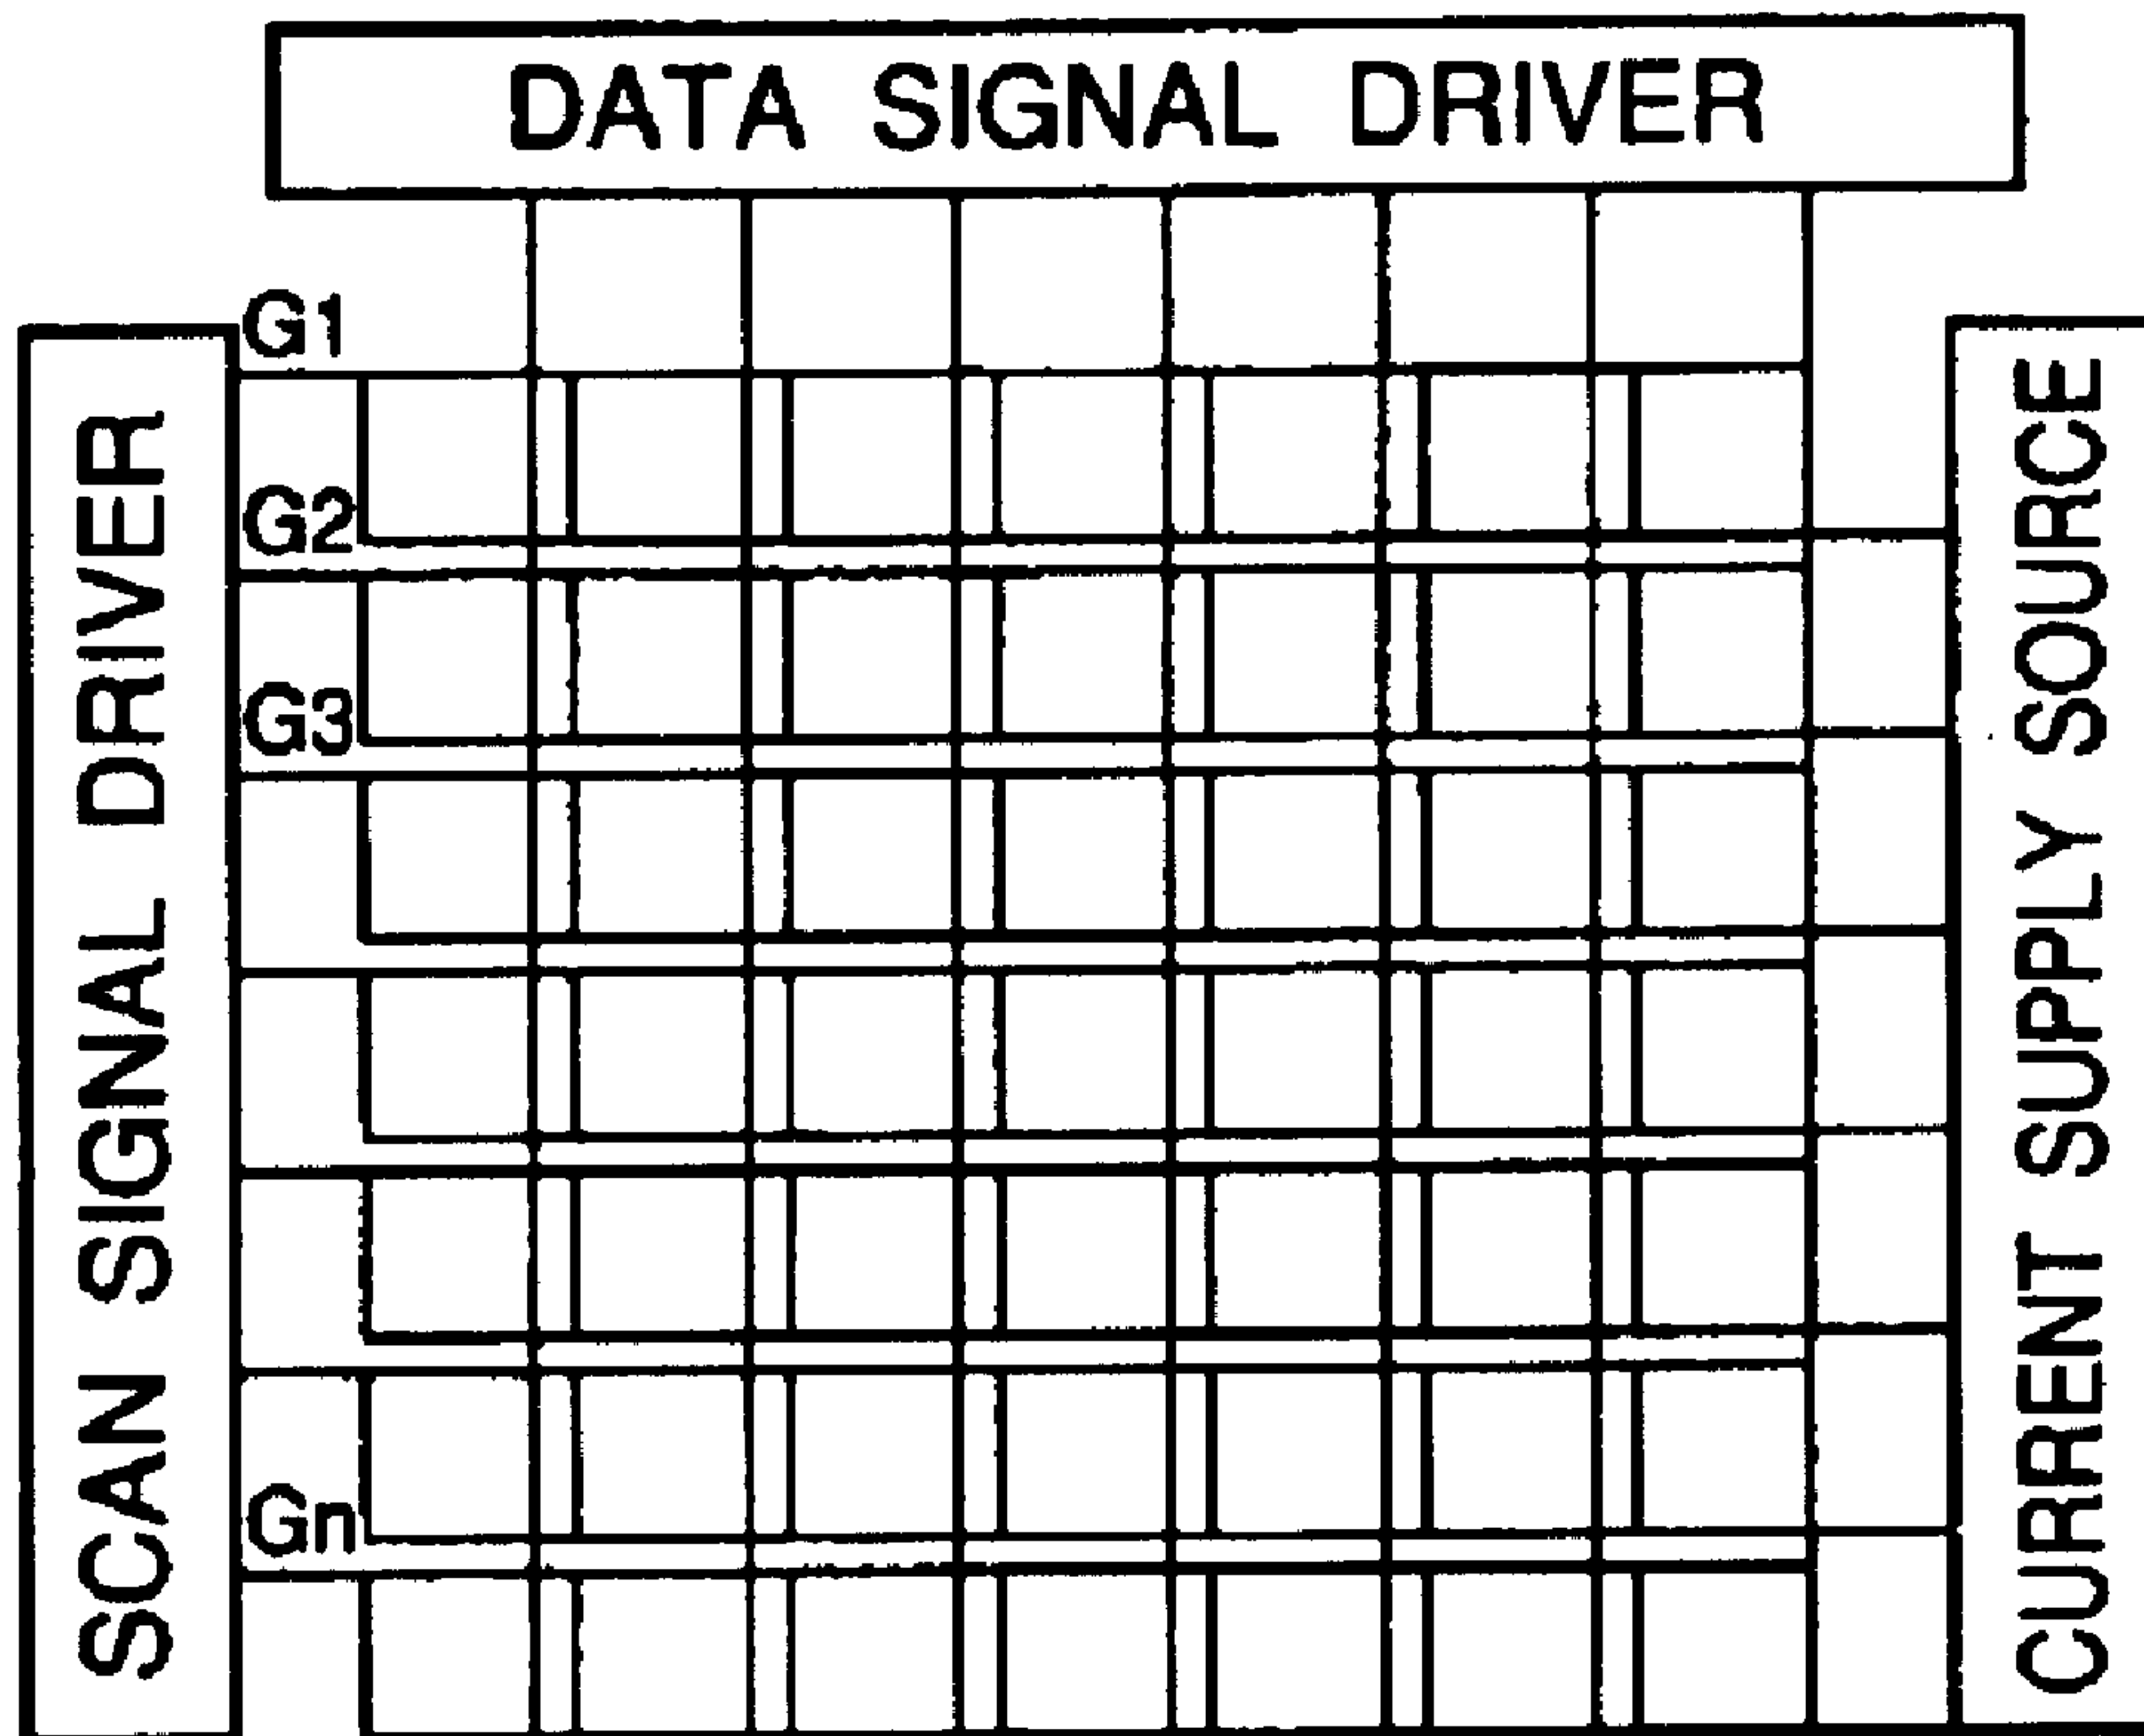 DATA SIGNAL DRIVER
SCAN SIGNAL DRIVER
G1
G2
G3
Gn
CURRENT SUPPLY SOURCE